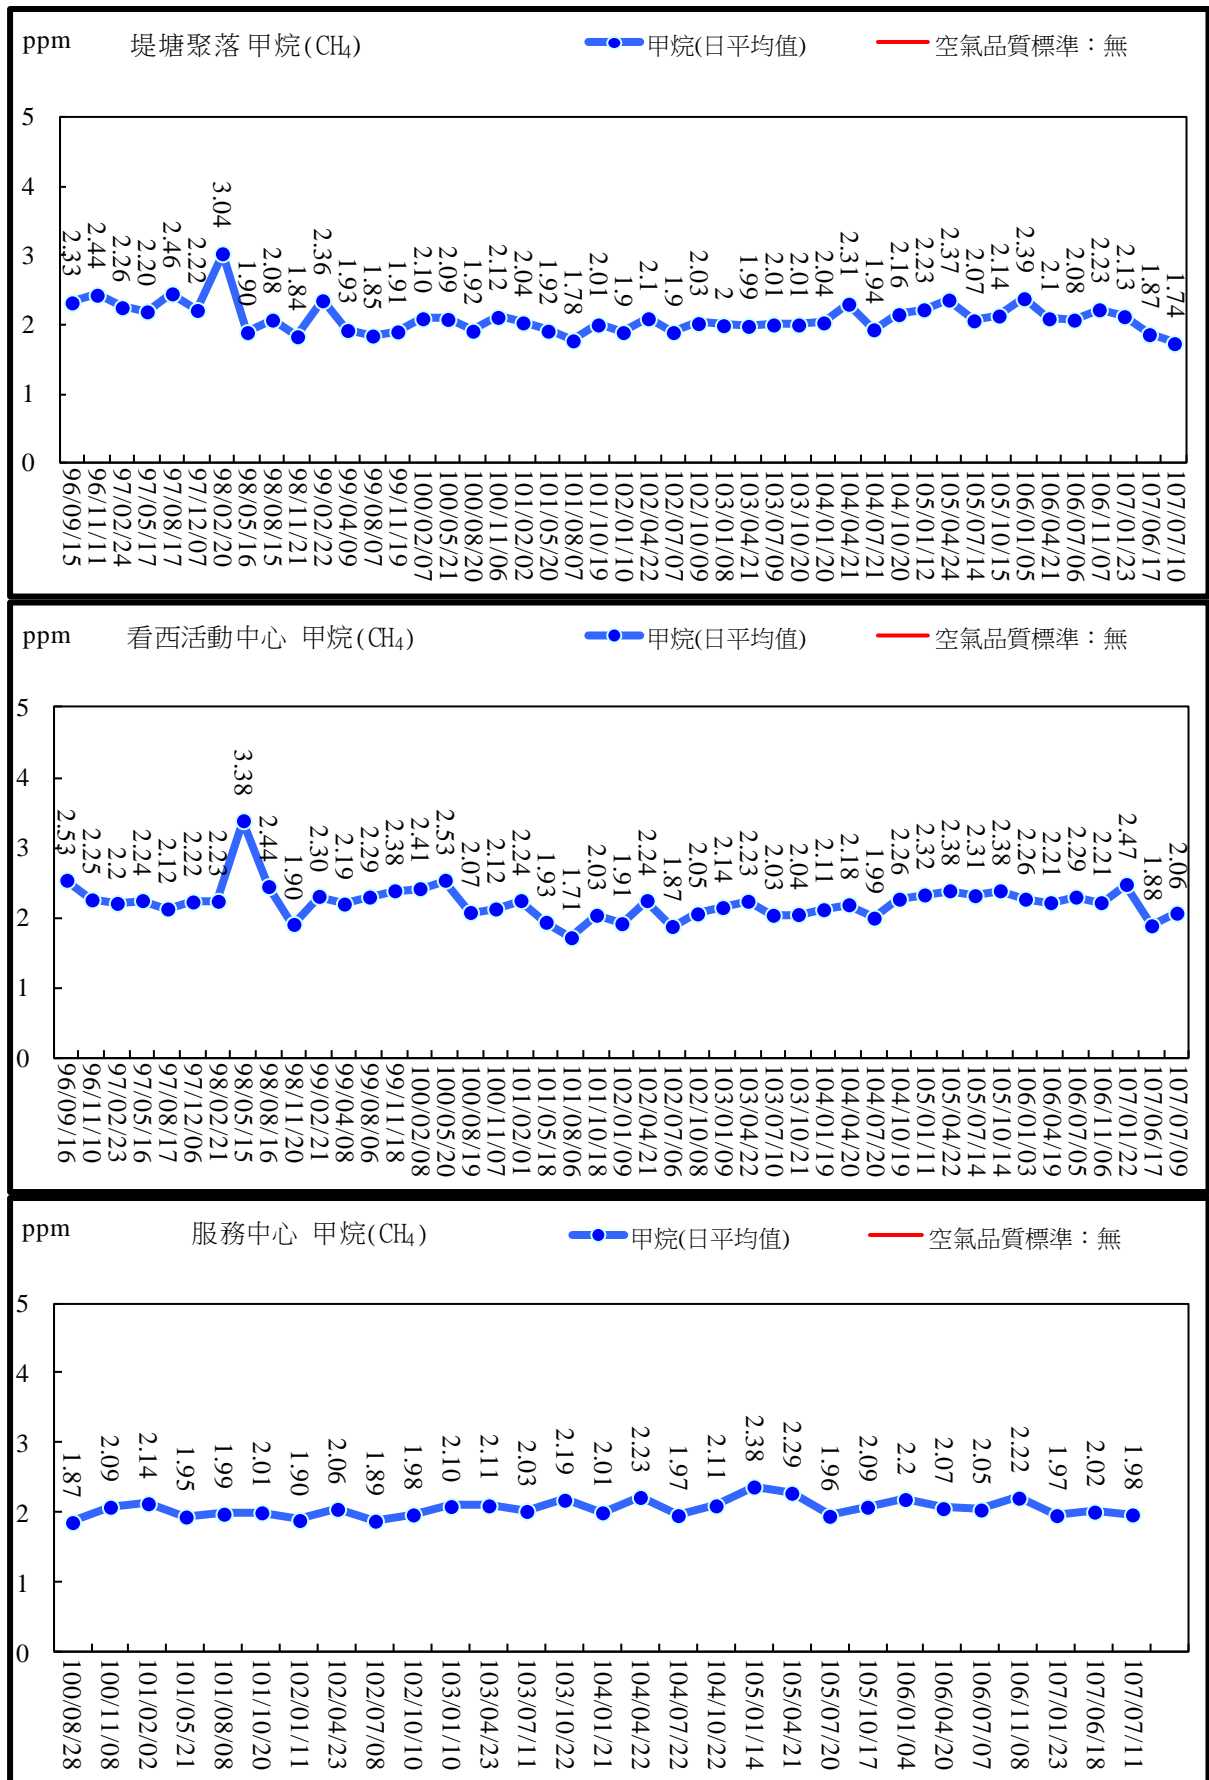 ppm 堤塘聚落 甲烷(CH₄) 甲烷(日平均值) 空氣品質標準：無
5
4
3
2
1
0
2.33 2.44 2.26 2.20 2.46 2.22 3.04 1.90 2.08 1.84 2.36 1.93 1.85 1.91 2.10 2.09 1.92 2.12 2.04 1.92 1.78 2.01 1.9 2.1 1.9 2.03 2 1.99 2.01 2.01 2.04 2.31 1.94 2.16 2.23 2.37 2.07 2.14 2.39 2.1 2.08 2.23 2.13 1.87 1.74
96/09/15 96/11/11 97/02/24 97/05/17 97/08/17 97/12/07 98/02/20 98/05/16 98/08/15 98/11/21 99/02/22 99/04/09 99/08/07 99/11/19 100/02/07 100/05/21 100/08/20 100/11/06 101/02/02 101/05/20 101/08/07 101/10/19 102/01/10 102/04/22 102/07/07 102/10/09 103/01/08 103/04/21 103/07/09 103/10/20 104/01/20 104/04/21 104/07/21 104/10/20 105/01/12 105/04/24 105/07/14 105/10/15 106/01/05 106/04/21 106/07/06 106/11/07 107/01/23 107/06/17 107/07/10
ppm 看西活動中心 甲烷(CH₄) 甲烷(日平均值) 空氣品質標準：無
5
4
3
2
1
0
2.53 2.25 2.2 2.24 2.12 2.22 2.23 3.38 2.44 1.90 2.30 2.19 2.29 2.38 2.41 2.53 2.07 2.12 2.24 1.93 1.71 2.03 1.91 2.24 1.87 2.05 2.14 2.23 2.03 2.04 2.11 2.18 1.99 2.26 2.32 2.38 2.31 2.38 2.26 2.21 2.29 2.21 2.47 1.88 2.06
96/09/16 96/11/10 97/02/23 97/05/16 97/08/17 97/12/06 98/02/21 98/05/15 98/08/16 98/11/20 99/02/21 99/04/08 99/08/06 99/11/18 100/02/08 100/05/20 100/08/19 100/11/07 101/02/01 101/05/18 101/08/06 101/10/18 102/01/09 102/04/21 102/07/06 102/10/08 103/01/09 103/04/22 103/07/10 103/10/21 104/01/19 104/04/20 104/07/20 104/10/19 105/01/11 105/04/22 105/07/14 105/10/14 106/01/03 106/04/19 106/07/05 106/11/06 107/01/22 107/06/17 107/07/09
ppm 服務中心 甲烷(CH₄) 甲烷(日平均值) 空氣品質標準：無
5
4
3
2
1
0
1.87 2.09 2.14 1.95 1.99 2.01 1.90 2.06 1.89 1.98 2.10 2.11 2.03 2.19 2.01 2.23 1.97 2.11 2.38 2.29 1.96 2.09 2.2 2.07 2.05 2.22 1.97 2.02 1.98
100/08/28 100/11/08 101/02/02 101/05/21 101/08/08 101/10/20 102/01/11 102/04/23 102/07/08 102/10/10 103/01/10 103/04/23 103/07/11 103/10/22 104/01/21 104/04/22 104/07/22 104/10/22 105/01/14 105/04/21 105/07/20 105/10/17 106/01/04 106/04/20 106/07/07 106/11/08 107/01/23 107/06/18 107/07/11